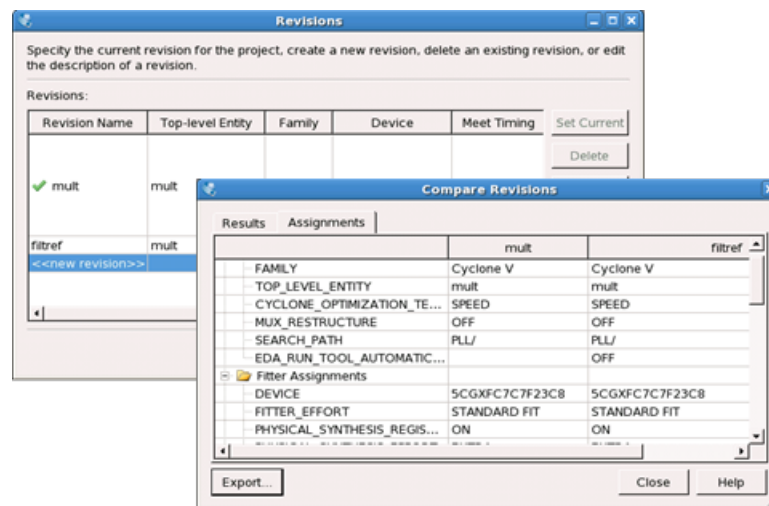 Revisions
Specify the current revision for the project, create a new revision, delete an existing revision, or edit
the description of a revision.
Revisions:
Revision Name Top-level Entity Family Device Meet Timing Set Current
Delete
mult mult
filtref mult
<<new revision>>
Compare Revisions
Results Assignments
mult filtref
FAMILY Cyclone V Cyclone V
TOP_LEVEL_ENTITY mult mult
CYCLONE_OPTIMIZATION_TE... SPEED SPEED
MUX_RESTRUCTURE OFF OFF
SEARCH_PATH PLL/ PLL/
EDA_RUN_TOOL_AUTOMATIC... OFF
Fitter Assignments
DEVICE 5CGXFC7C7F23C8 5CGXFC7C7F23C8
FITTER_EFFORT STANDARD FIT STANDARD FIT
PHYSICAL_SYNTHESIS_REGIS... ON ON
Export... Close Help